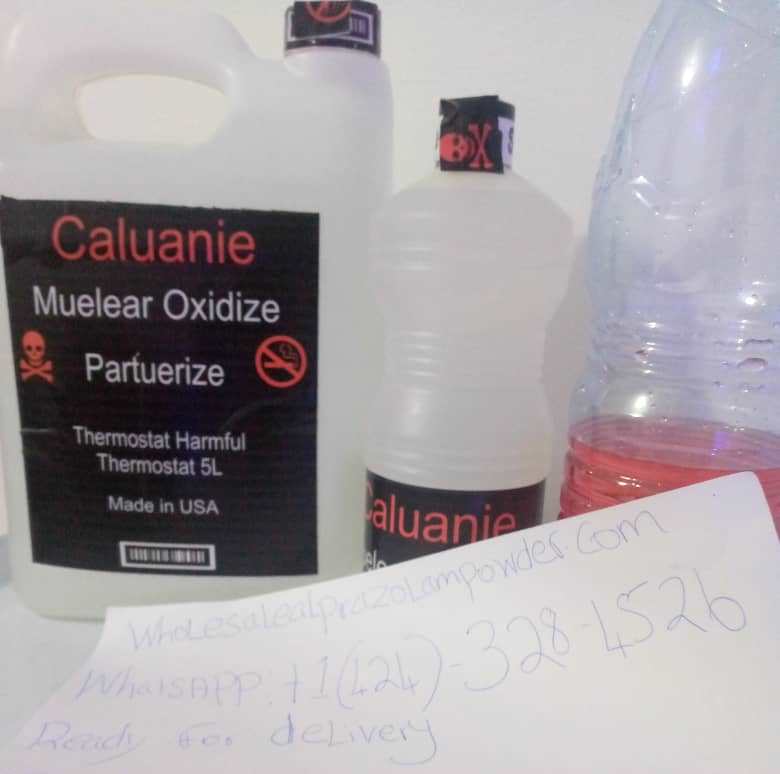 Caluanie
Muelear Oxidize
Partuerize
Thermostat Harmful
Thermostat 5L
Made in USA
Caluanie
Wholesalealprazolampowder.com
WhatsAPP: +1(424)-328-4526
Ready for delivery